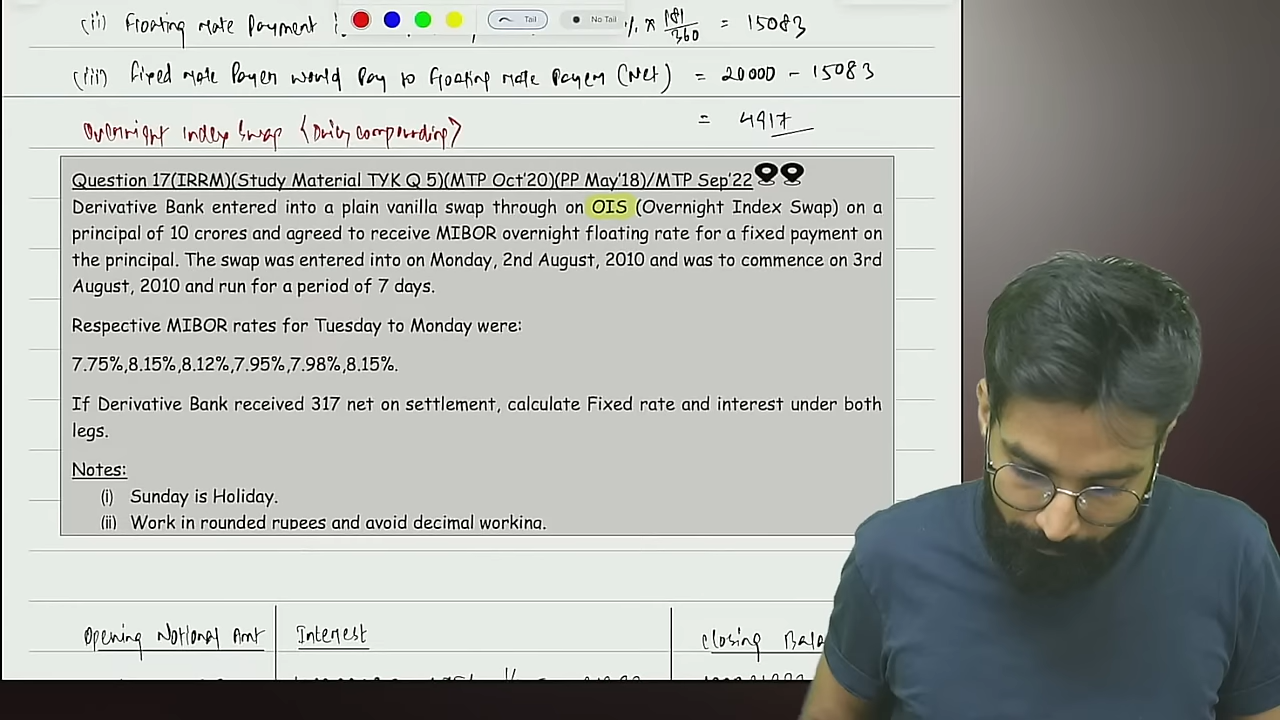 (ii) Floating Rate Payment % × 181/360 = 15083
Tail No Tail
(iii) Fixed Rate Payer would Pay to Floating Rate Payer (Net) = 20000 - 15083
= 4917
Overnight Index Swap (Daily compounding)
Question 17(IRRM)(Study Material TYK Q 5)(MTP Oct'20)(PP May'18)/MTP Sep'22
Derivative Bank entered into a plain vanilla swap through on OIS (Overnight Index Swap) on a
principal of 10 crores and agreed to receive MIBOR overnight floating rate for a fixed payment on
the principal. The swap was entered into on Monday, 2nd August, 2010 and was to commence on 3rd
August, 2010 and run for a period of 7 days.
Respective MIBOR rates for Tuesday to Monday were:
7.75%,8.15%,8.12%,7.95%,7.98%,8.15%.
If Derivative Bank received 317 net on settlement, calculate Fixed rate and interest under both
legs.
Notes:
(i) Sunday is Holiday.
(ii) Work in rounded rupees and avoid decimal working.
Opening Notional Amt Interest Closing Bala